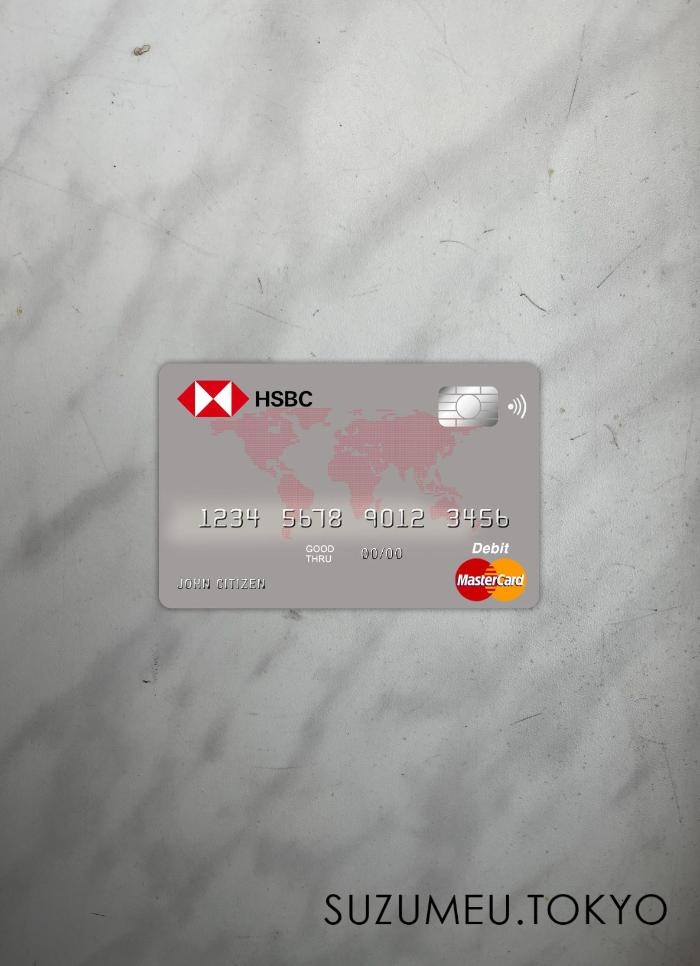 HSBC
1234 5678 9012 3456
GOOD
THRU
00/00
Debit
JOHN CITIZEN
MasterCard
SUZUMEU.TOKYO